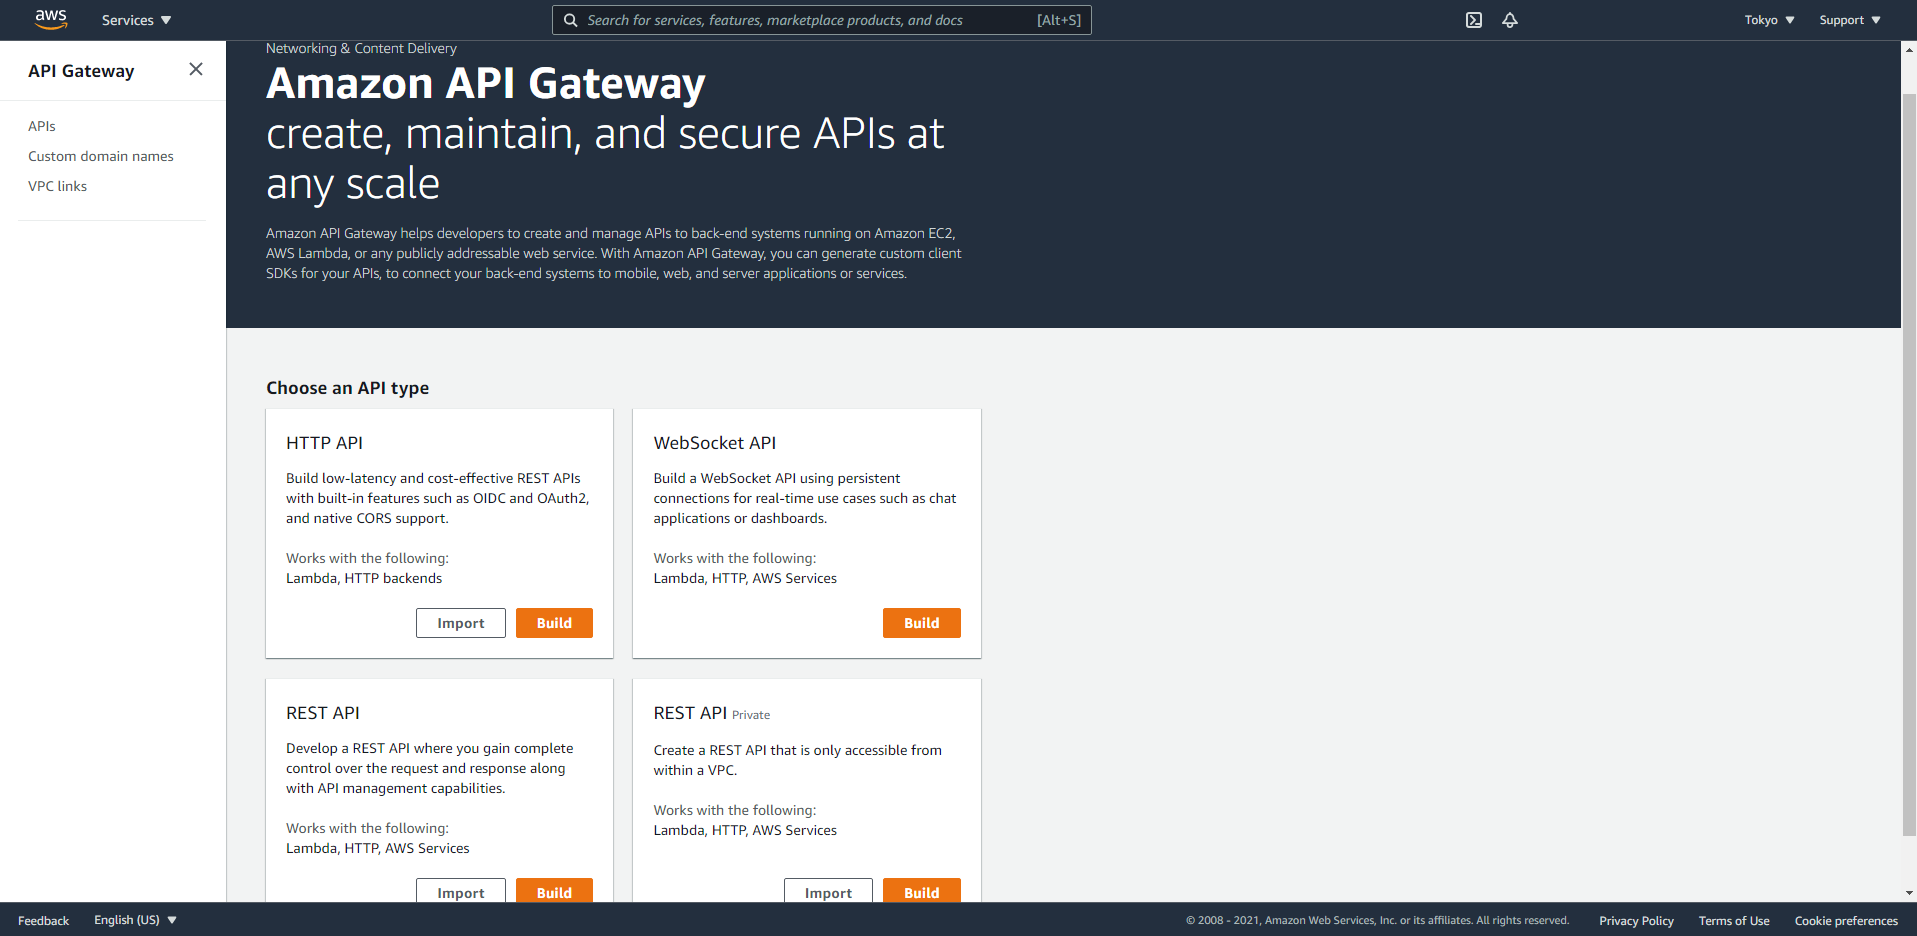 aws
Services
Search for services, features, marketplace products, and docs
[Alt+S]
Tokyo
Support
API Gateway
APIs
Custom domain names
VPC links
Networking & Content Delivery
Amazon API Gateway
create, maintain, and secure APIs at
any scale
Amazon API Gateway helps developers to create and manage APIs to back-end systems running on Amazon EC2,
AWS Lambda, or any publicly addressable web service. With Amazon API Gateway, you can generate custom client
SDKs for your APIs, to connect your back-end systems to mobile, web, and server applications or services.
Choose an API type
HTTP API
Build low-latency and cost-effective REST APIs
with built-in features such as OIDC and OAuth2,
and native CORS support.
Works with the following:
Lambda, HTTP backends
Import
Build
WebSocket API
Build a WebSocket API using persistent
connections for real-time use cases such as chat
applications or dashboards.
Works with the following:
Lambda, HTTP, AWS Services
Build
REST API
Develop a REST API where you gain complete
control over the request and response along
with API management capabilities.
Works with the following:
Lambda, HTTP, AWS Services
Import
Build
REST API Private
Create a REST API that is only accessible from
within a VPC.
Works with the following:
Lambda, HTTP, AWS Services
Import
Build
Feedback
English (US)
© 2008 - 2021, Amazon Web Services, Inc. or its affiliates. All rights reserved.
Privacy Policy
Terms of Use
Cookie preferences